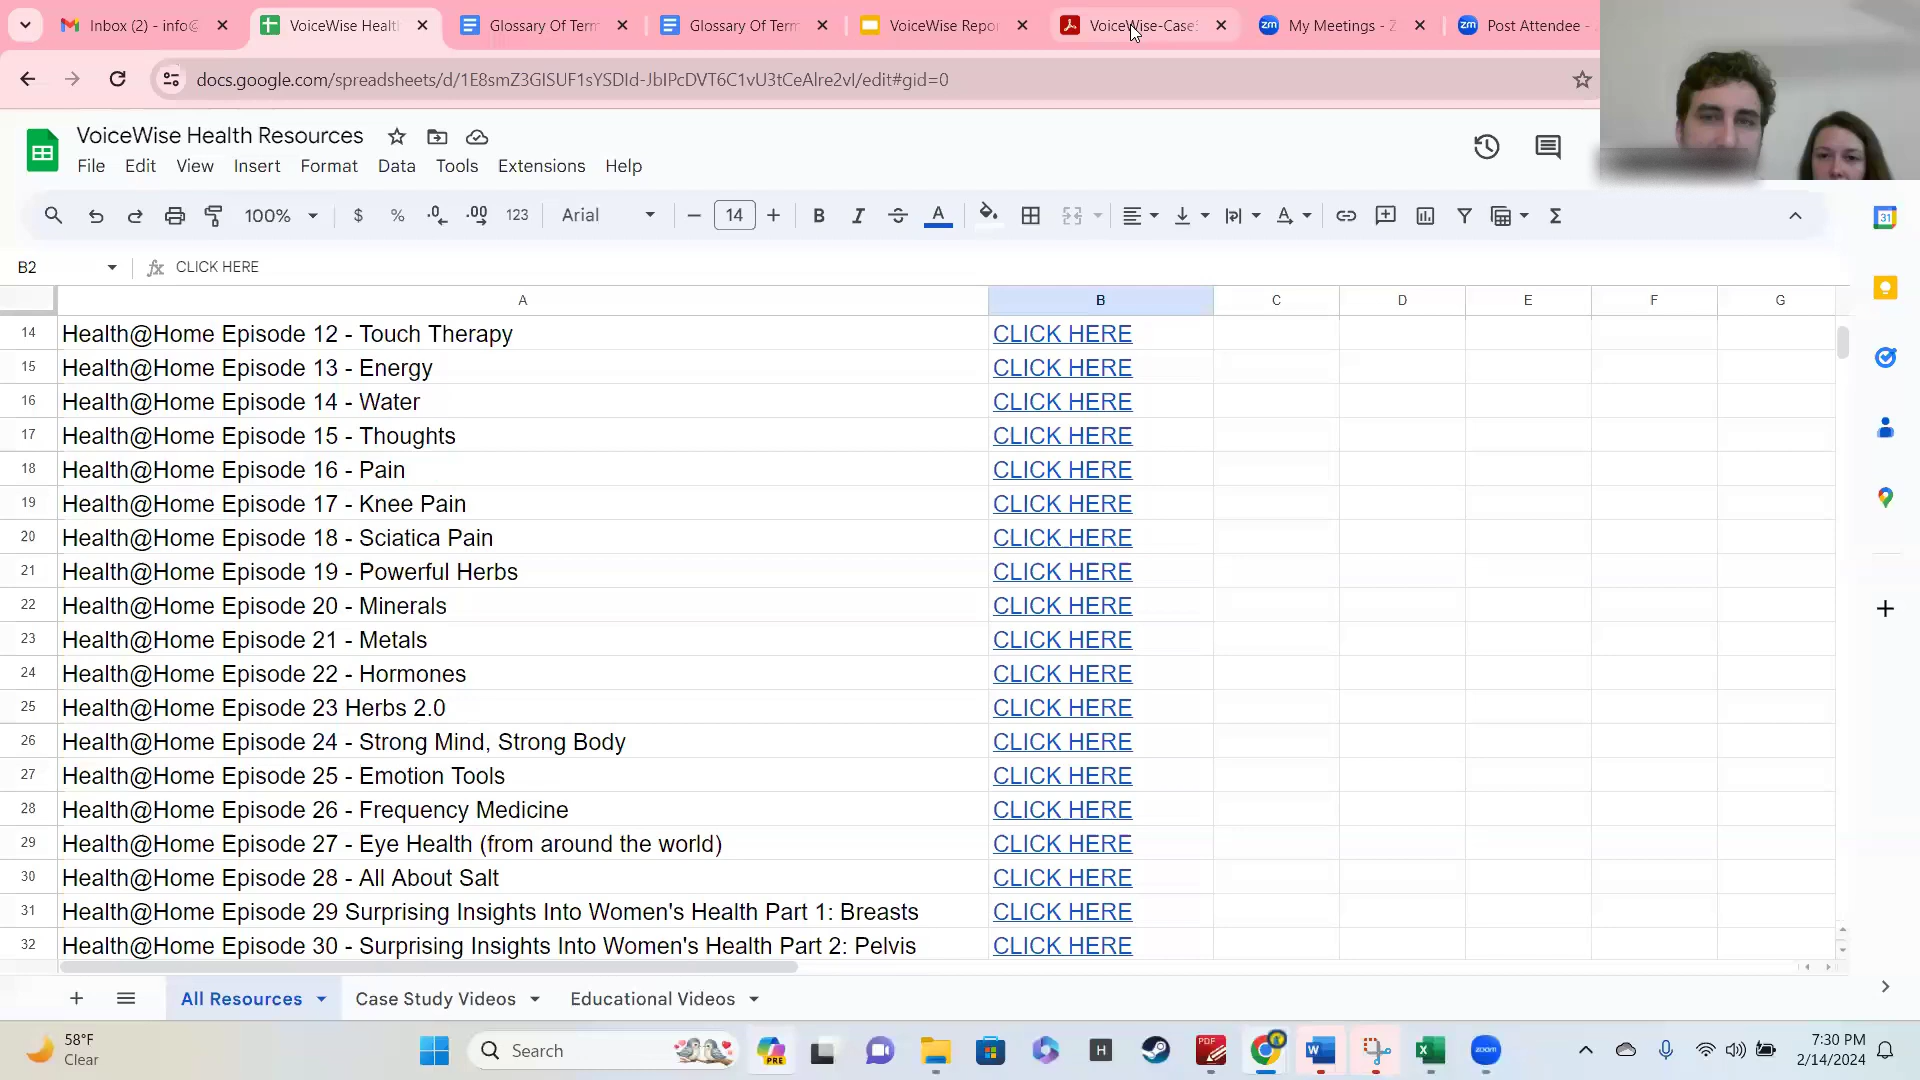 Inbox (2) - info@
VoiceWise Healt
Glossary Of Term
Glossary Of Term
VoiceWise Repor
VoiceWise-Case
My Meetings - Z
Post Attendee -
docs.google.com/spreadsheets/d/1E8smZ3GlSUF1sYSDId-JbIPcDVT6C1vU3tCeAlre2vI/edit#gid=0
VoiceWise Health Resources
File Edit View Insert Format Data Tools Extensions Help
100% $ % .0 .00 123 Arial 14
B2 fx CLICK HERE
A B C D E F G
14 Health@Home Episode 12 - Touch Therapy CLICK HERE
15 Health@Home Episode 13 - Energy CLICK HERE
16 Health@Home Episode 14 - Water CLICK HERE
17 Health@Home Episode 15 - Thoughts CLICK HERE
18 Health@Home Episode 16 - Pain CLICK HERE
19 Health@Home Episode 17 - Knee Pain CLICK HERE
20 Health@Home Episode 18 - Sciatica Pain CLICK HERE
21 Health@Home Episode 19 - Powerful Herbs CLICK HERE
22 Health@Home Episode 20 - Minerals CLICK HERE
23 Health@Home Episode 21 - Metals CLICK HERE
24 Health@Home Episode 22 - Hormones CLICK HERE
25 Health@Home Episode 23 Herbs 2.0 CLICK HERE
26 Health@Home Episode 24 - Strong Mind, Strong Body CLICK HERE
27 Health@Home Episode 25 - Emotion Tools CLICK HERE
28 Health@Home Episode 26 - Frequency Medicine CLICK HERE
29 Health@Home Episode 27 - Eye Health (from around the world) CLICK HERE
30 Health@Home Episode 28 - All About Salt CLICK HERE
31 Health@Home Episode 29 Surprising Insights Into Women's Health Part 1: Breasts CLICK HERE
32 Health@Home Episode 30 - Surprising Insights Into Women's Health Part 2: Pelvis CLICK HERE
All Resources Case Study Videos Educational Videos
58°F
Clear
Search
7:30 PM
2/14/2024